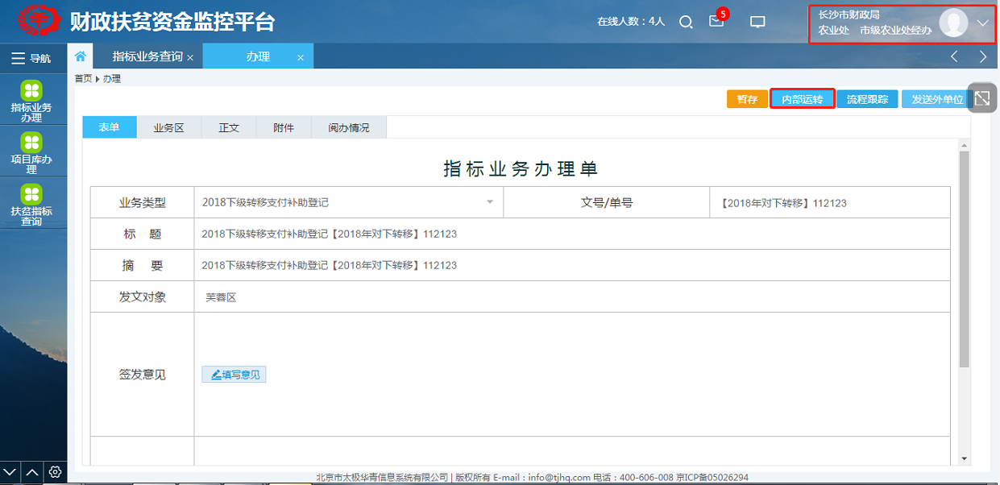 财政扶贫资金监控平台
在线人数：4人
5
长沙市财政局
农业处 市级农业处经办
导航
指标业务查询 ×
办理 ×
首页 ▸ 办理
指标业务
办理
项目库办
理
扶贫指标
查询
暂存 内部运转 流程跟踪 发送外单位
表单 业务区 正文 附件 阅办情况
指标业务办理单
业务类型 2018下级转移支付补助登记 文号/单号 【2018年对下转移】112123
标 题 2018下级转移支付补助登记【2018年对下转移】112123
摘 要 2018下级转移支付补助登记【2018年对下转移】112123
发文对象 芙蓉区
签发意见 填写意见
北京市太极华青信息系统有限公司 | 版权所有 E-mail：info@tjhq.com 电话：400-606-008 京ICP备05026294